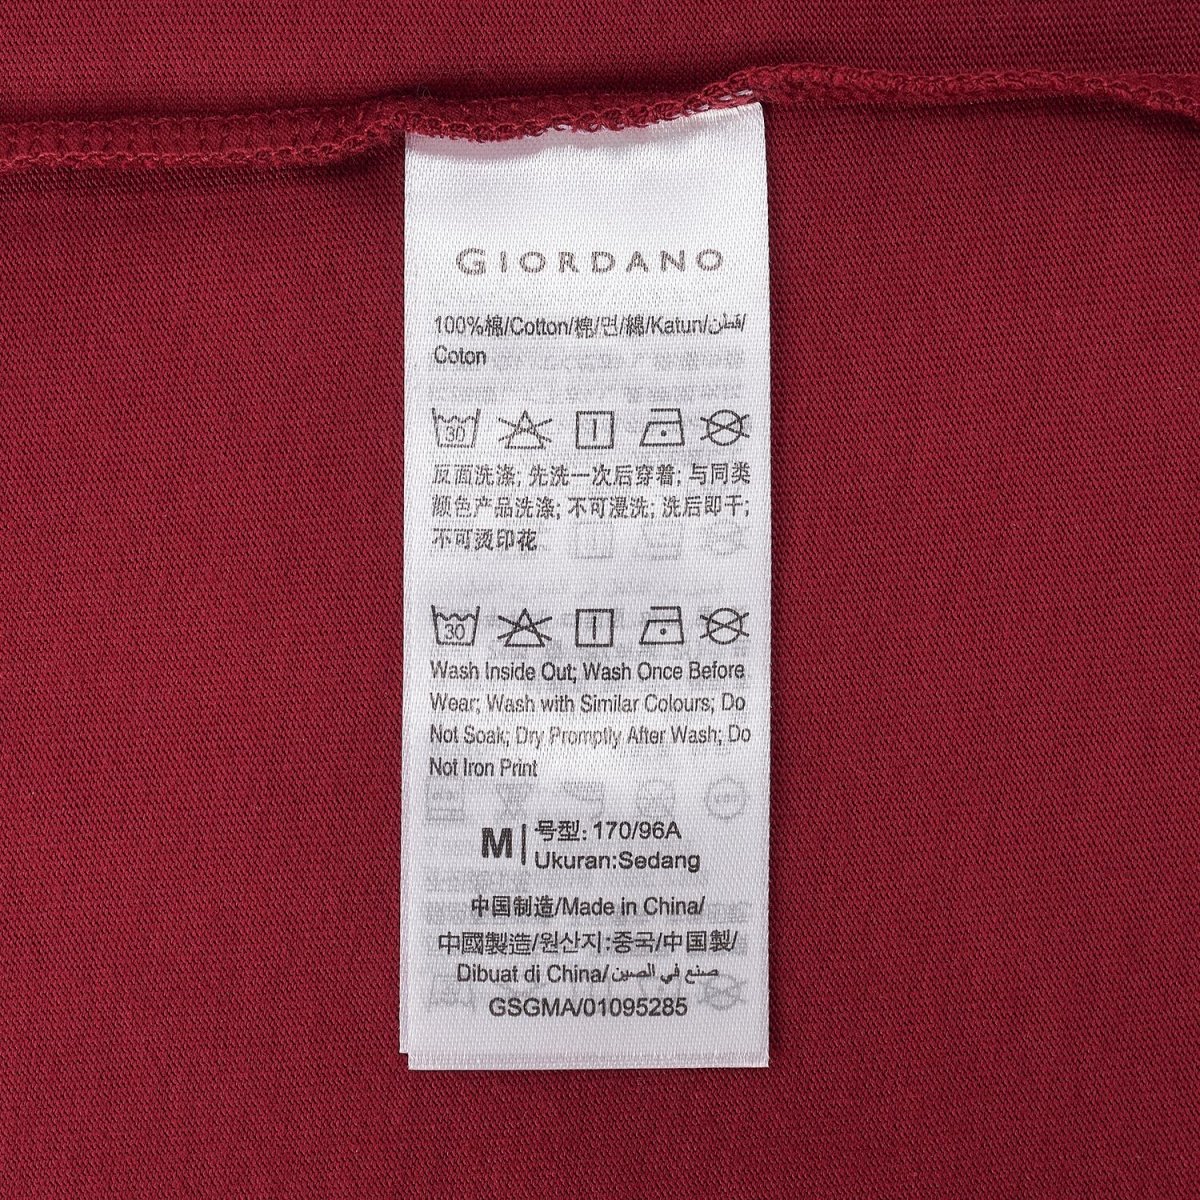 GIORDANO
100%棉/Cotton/棉/면/綿/Katun/قطن/
Coton
30
反面洗涤; 先洗一次后穿着; 与同类
颜色产品洗涤; 不可漫洗; 洗后即干;
不可烫印花
30
Wash Inside Out; Wash Once Before
Wear; Wash with Similar Colours; Do
Not Soak; Dry Promptly After Wash; Do
Not Iron Print
M 号型: 170/96A
Ukuran:Sedang
中国制造/Made in China/
中國製造/원산지:중국/中国製/
Dibuat di China/صنع في الصين
GSGMA/01095285